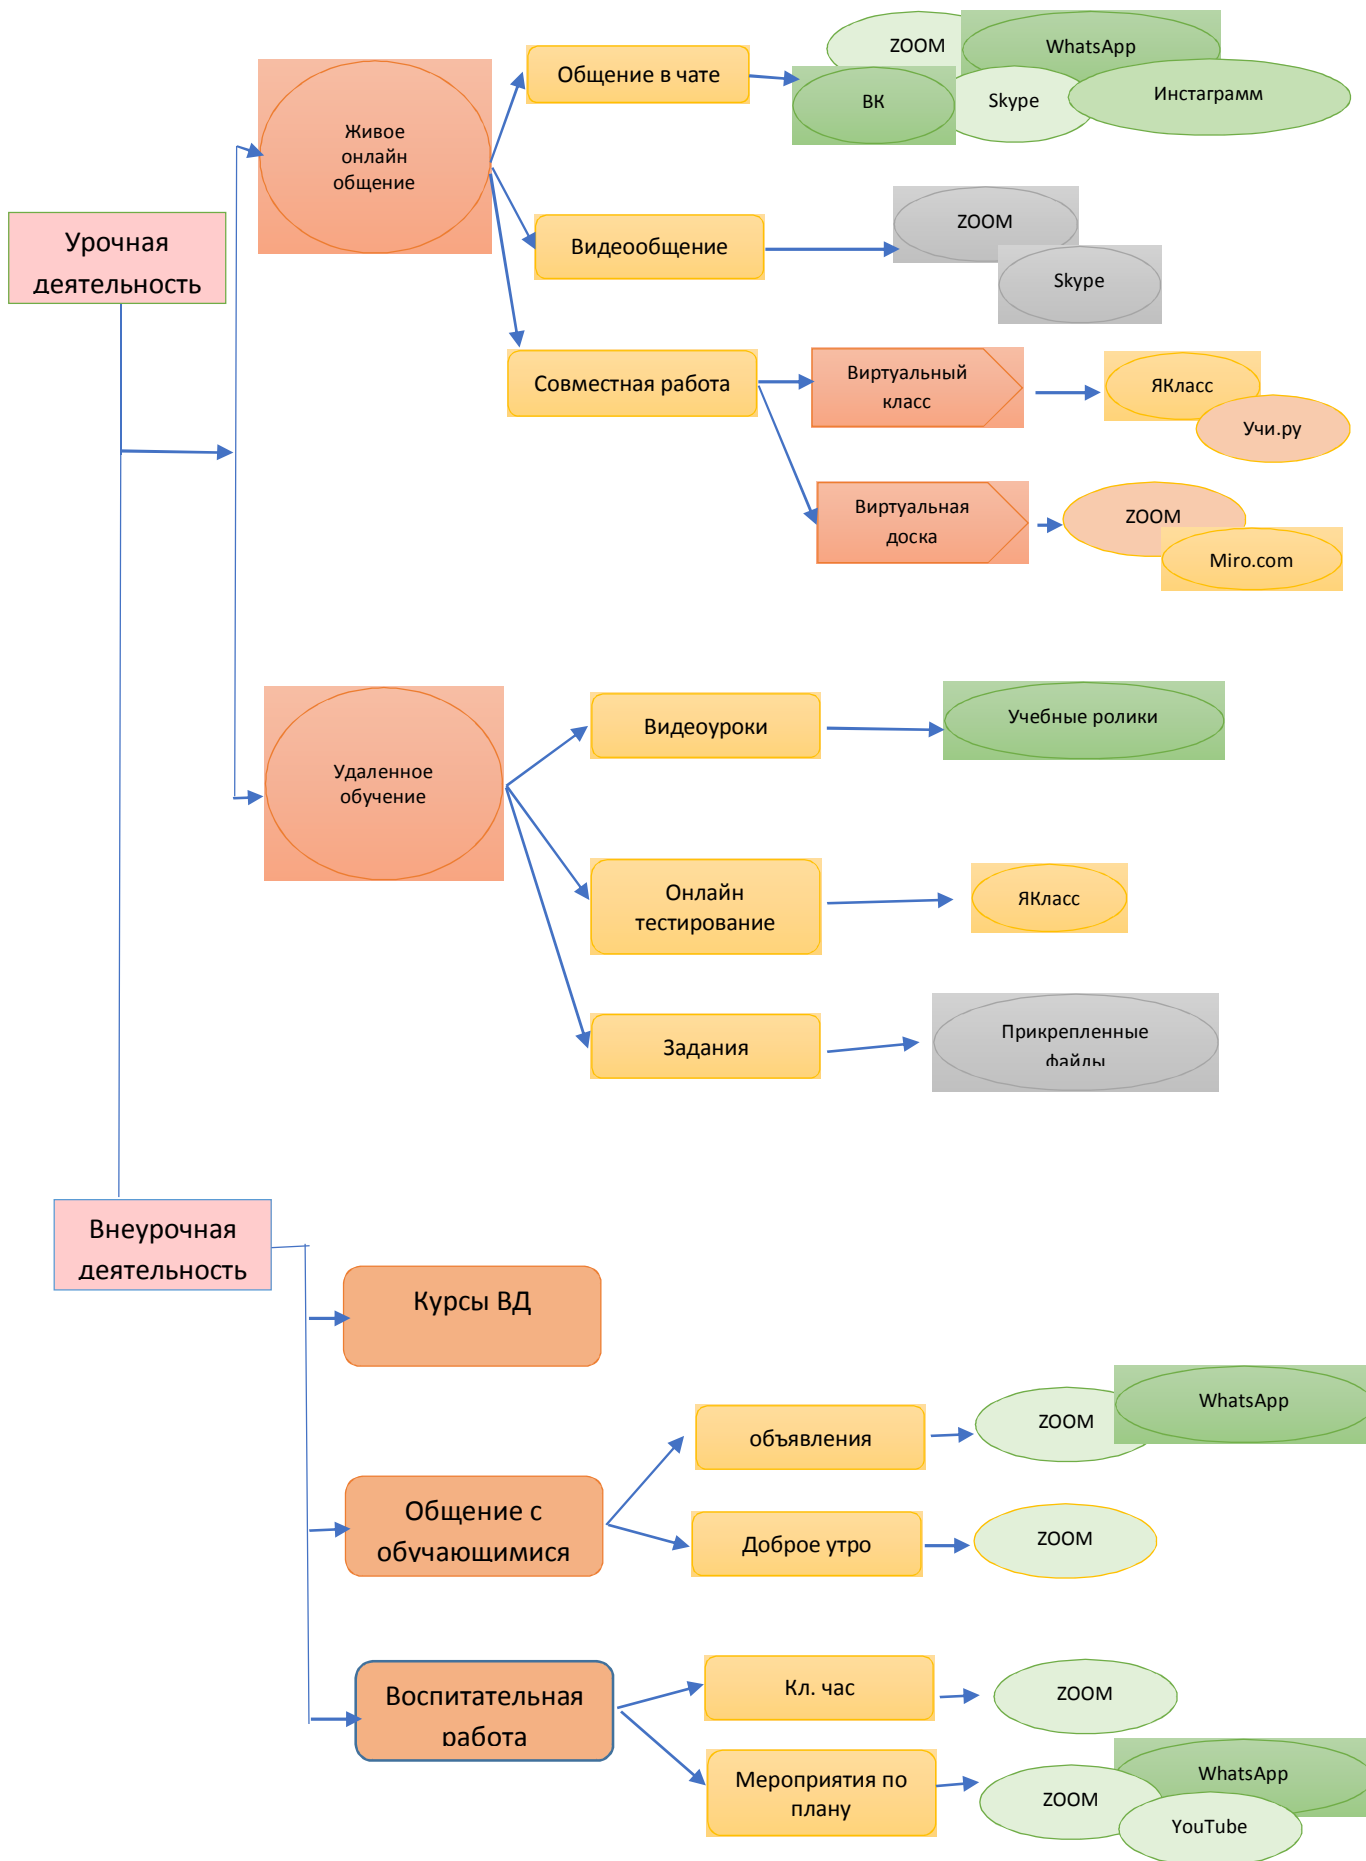 ZOOM
WhatsApp
Общение в чате
ВК
Skype
Инстаграмм
Живое
онлайн
общение
Урочная
деятельность
Видеообщение
ZOOM
Skype
Совместная работа
Виртуальный
класс
ЯКласс
Учи.ру
Виртуальная
доска
ZOOM
Miro.com
Удаленное
обучение
Видеоуроки
Учебные ролики
Онлайн
тестирование
ЯКласс
Задания
Прикрепленные
файлы
Внеурочная
деятельность
Курсы ВД
Общение с
обучающимися
объявления
ZOOM
WhatsApp
Доброе утро
ZOOM
Воспитательная
работа
Кл. час
ZOOM
Мероприятия по
плану
ZOOM
WhatsApp
YouTube